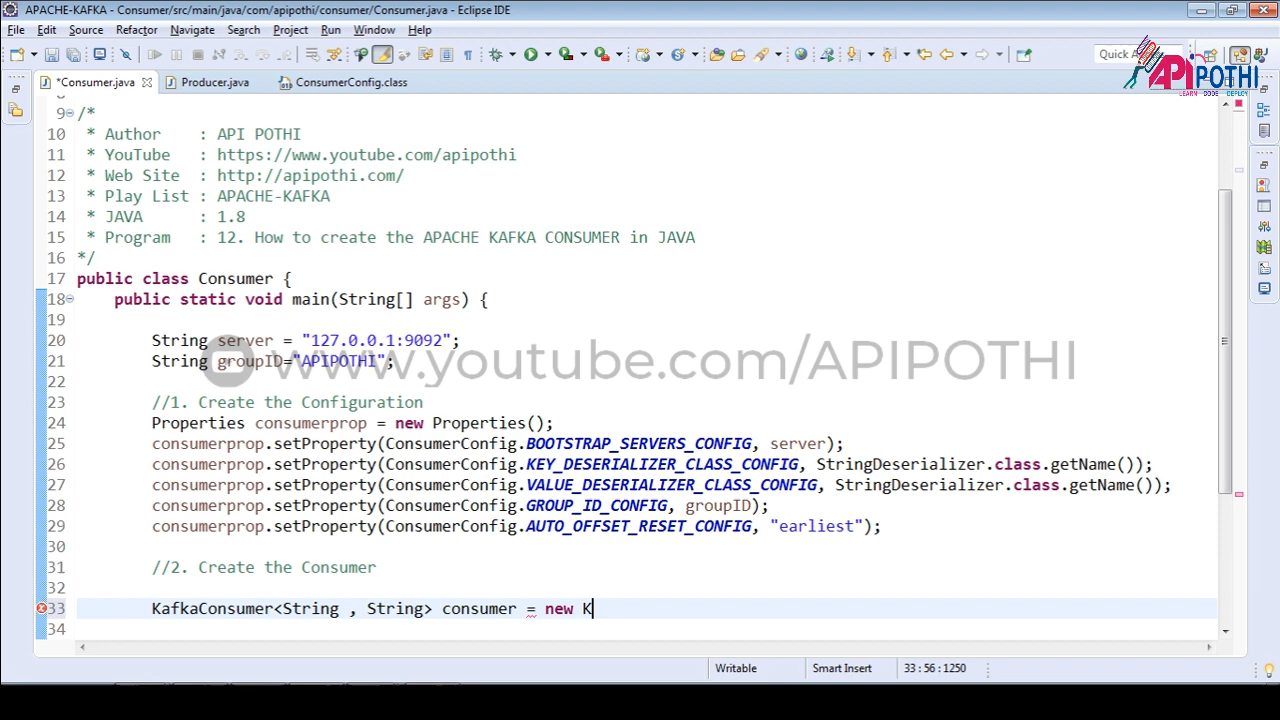 APACHE-KAFKA - Consumer/src/main/java/com/apipothi/consumer/Consumer.java - Eclipse IDE
File Edit Source Refactor Navigate Search Project Run Window Help
Quick A
APIPOTHI
LEARN CODE DEPLOY
*Consumer.java Producer.java ConsumerConfig.class
9 /*
10 * Author : API POTHI
11 * YouTube : https://www.youtube.com/apipothi
12 * Web Site : http://apipothi.com/
13 * Play List : APACHE-KAFKA
14 * JAVA : 1.8
15 * Program : 12. How to create the APACHE KAFKA CONSUMER in JAVA
16 */
17 public class Consumer {
18 public static void main(String[] args) {
19
20 String server = "127.0.0.1:9092";
21 String groupID="APIPOTHI";
www.youtube.com/APIPOTHI
22
23 //1. Create the Configuration
24 Properties consumerprop = new Properties();
25 consumerprop.setProperty(ConsumerConfig.BOOTSTRAP_SERVERS_CONFIG, server);
26 consumerprop.setProperty(ConsumerConfig.KEY_DESERIALIZER_CLASS_CONFIG, StringDeserializer.class.getName());
27 consumerprop.setProperty(ConsumerConfig.VALUE_DESERIALIZER_CLASS_CONFIG, StringDeserializer.class.getName());
28 consumerprop.setProperty(ConsumerConfig.GROUP_ID_CONFIG, groupID);
29 consumerprop.setProperty(ConsumerConfig.AUTO_OFFSET_RESET_CONFIG, "earliest");
30
31 //2. Create the Consumer
32
33 KafkaConsumer<String , String> consumer = new K
34
Writable Smart Insert 33 : 56 : 1250